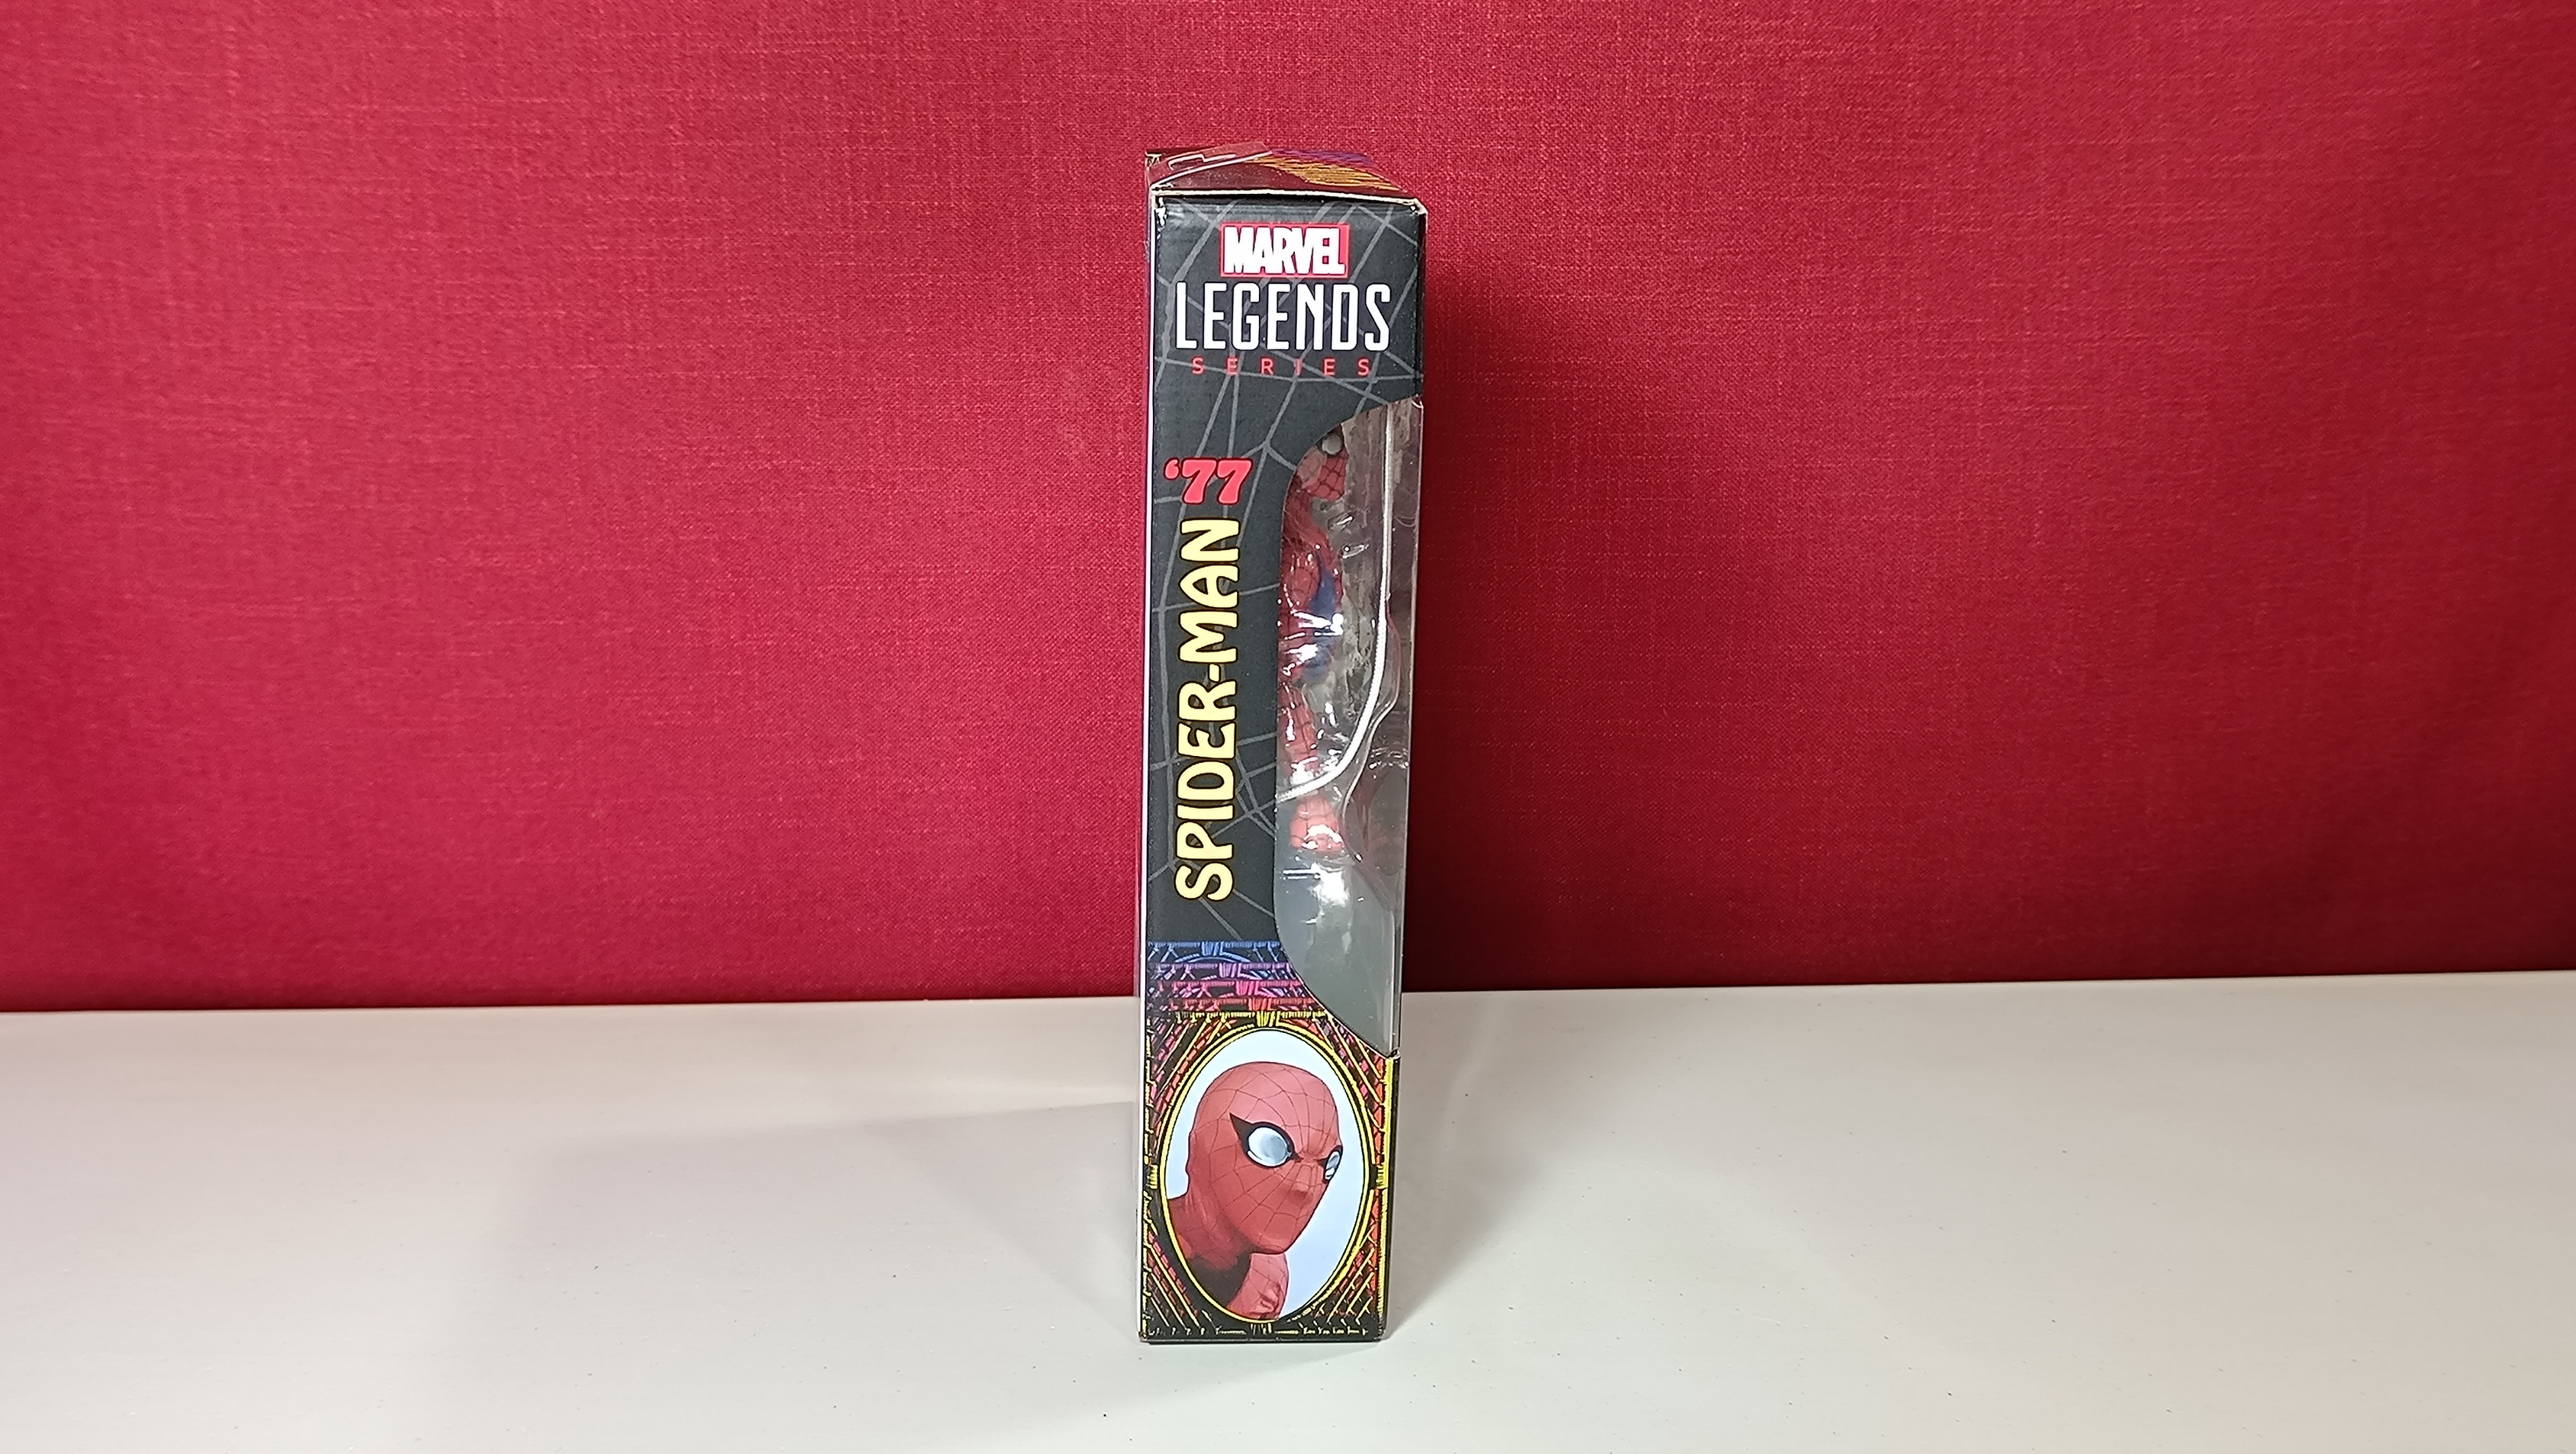 MARVEL
LEGENDS
SERIES
SPIDER-MAN '77